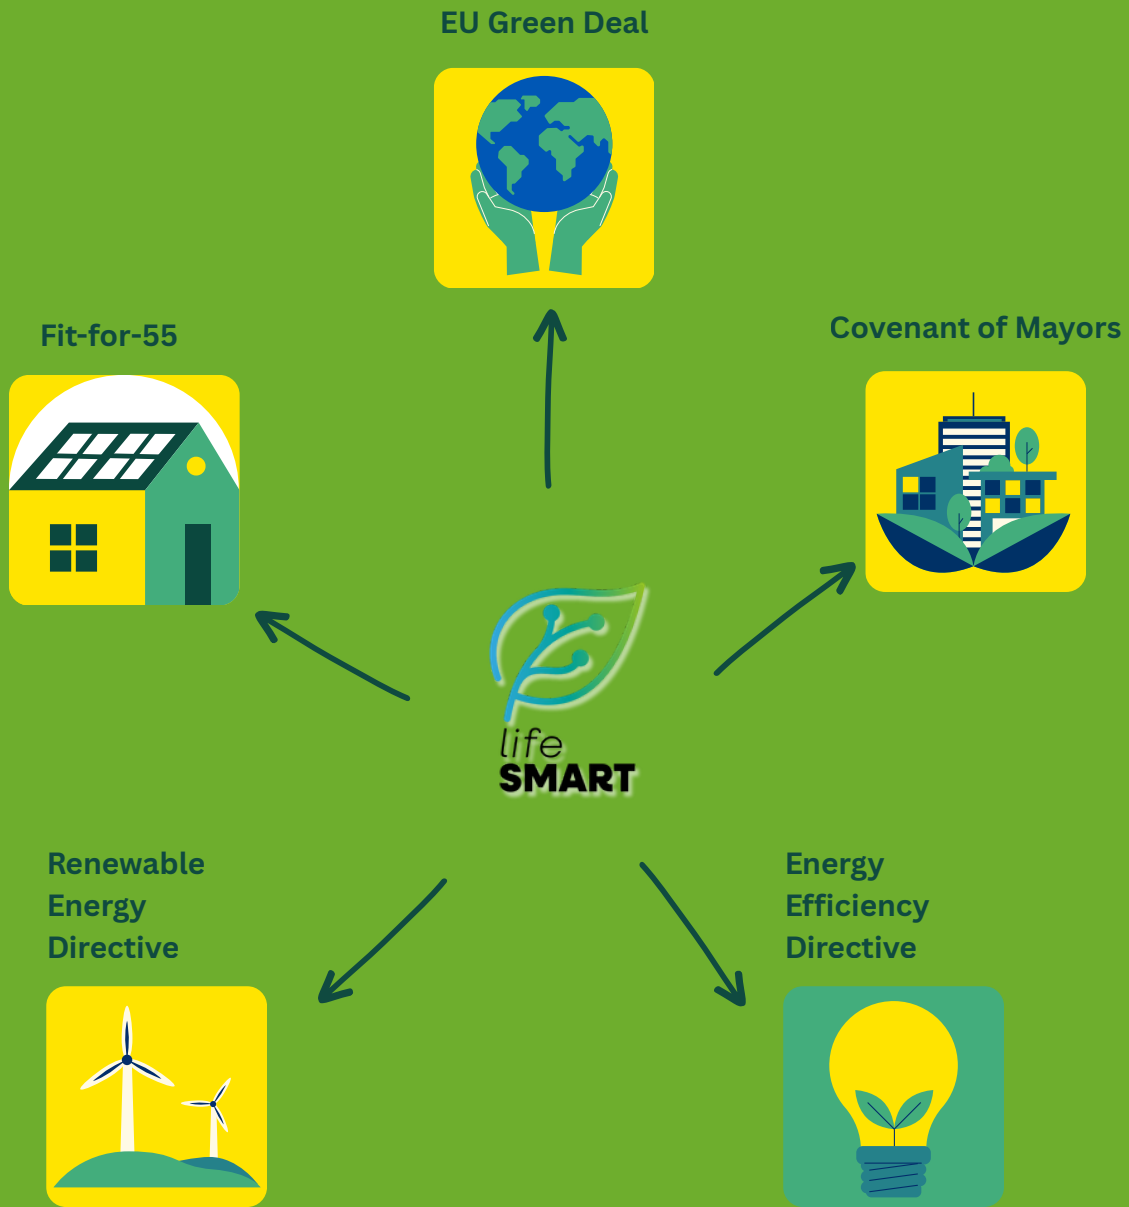 EU Green Deal
Fit-for-55
Covenant of Mayors
life
SMART
Renewable
Energy
Directive
Energy
Efficiency
Directive